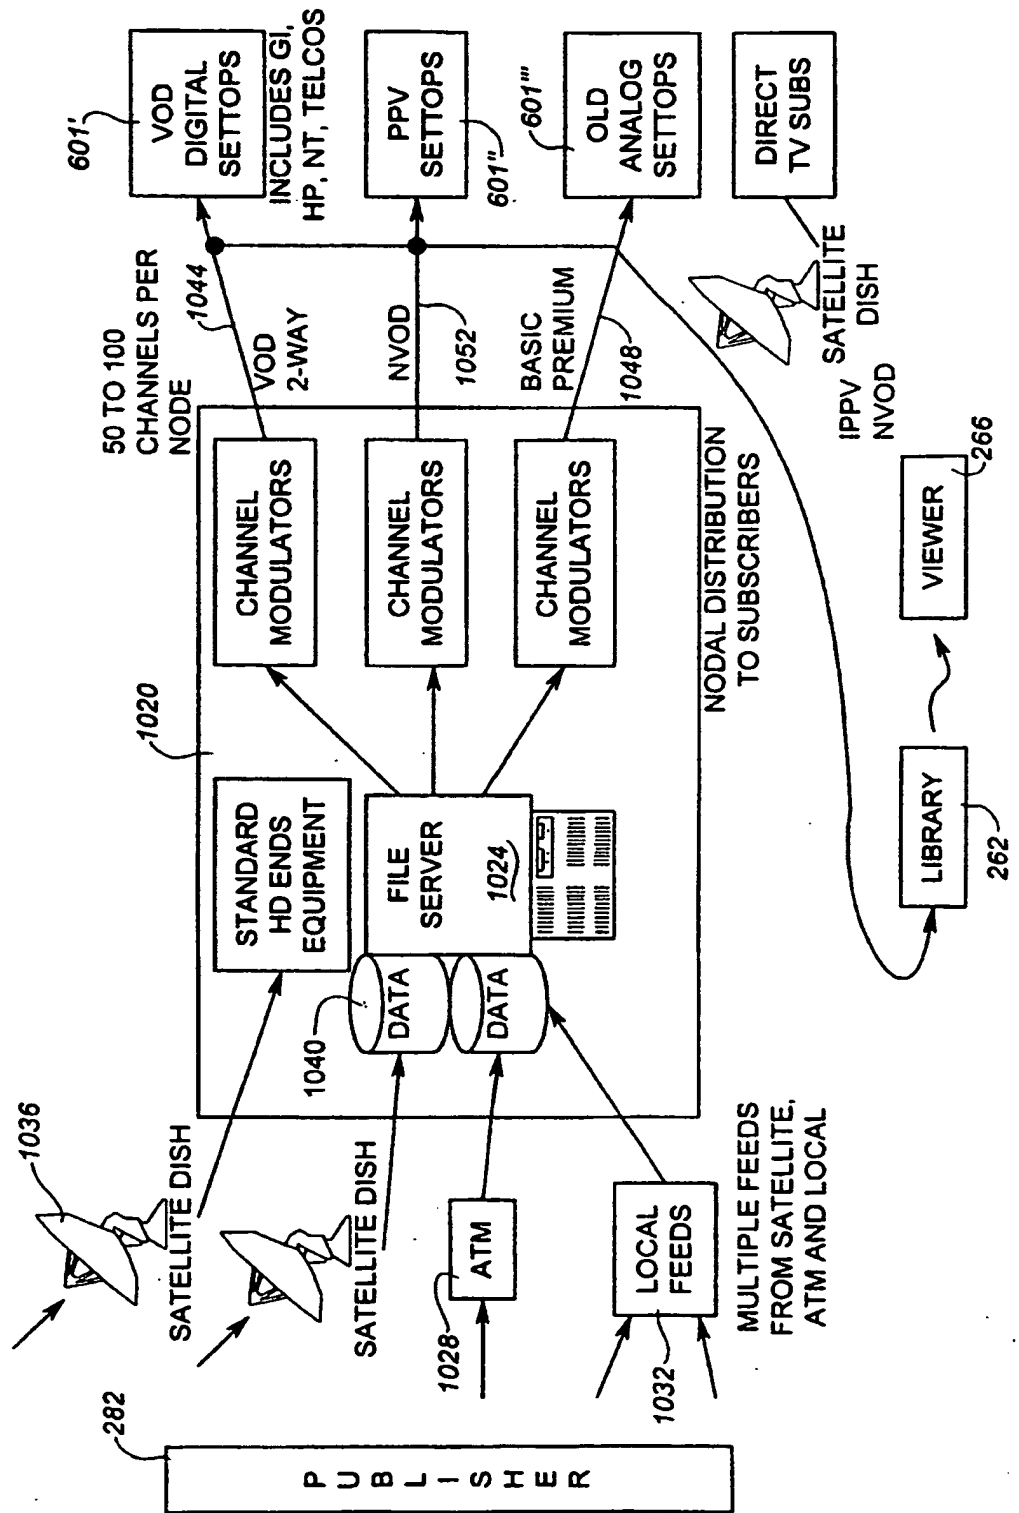 282
PUBLISHER
1036
SATELLITE DISH
SATELLITE DISH
1028
ATM
1032
LOCAL
FEEDS
MULTIPLE FEEDS
FROM SATELLITE,
ATM AND LOCAL
1020
STANDARD
HD ENDS
EQUIPMENT
1040
DATA
DATA
FILE
SERVER
1024
CHANNEL
MODULATORS
CHANNEL
MODULATORS
CHANNEL
MODULATORS
NODAL DISTRIBUTION
TO SUBSCRIBERS
50 TO 100
CHANNELS PER
NODE
1044
VOD
2-WAY
NVOD
1052
BASIC
PREMIUM
1048
601'
VOD
DIGITAL
SETTOPS
INCLUDES GI,
HP, NT, TELCOS
PPV
SETTOPS
601"
601'"
OLD
ANALOG
SETTOPS
DIRECT
TV SUBS
SATELLITE
DISH
IPPV
NVOD
LIBRARY
262
VIEWER
266